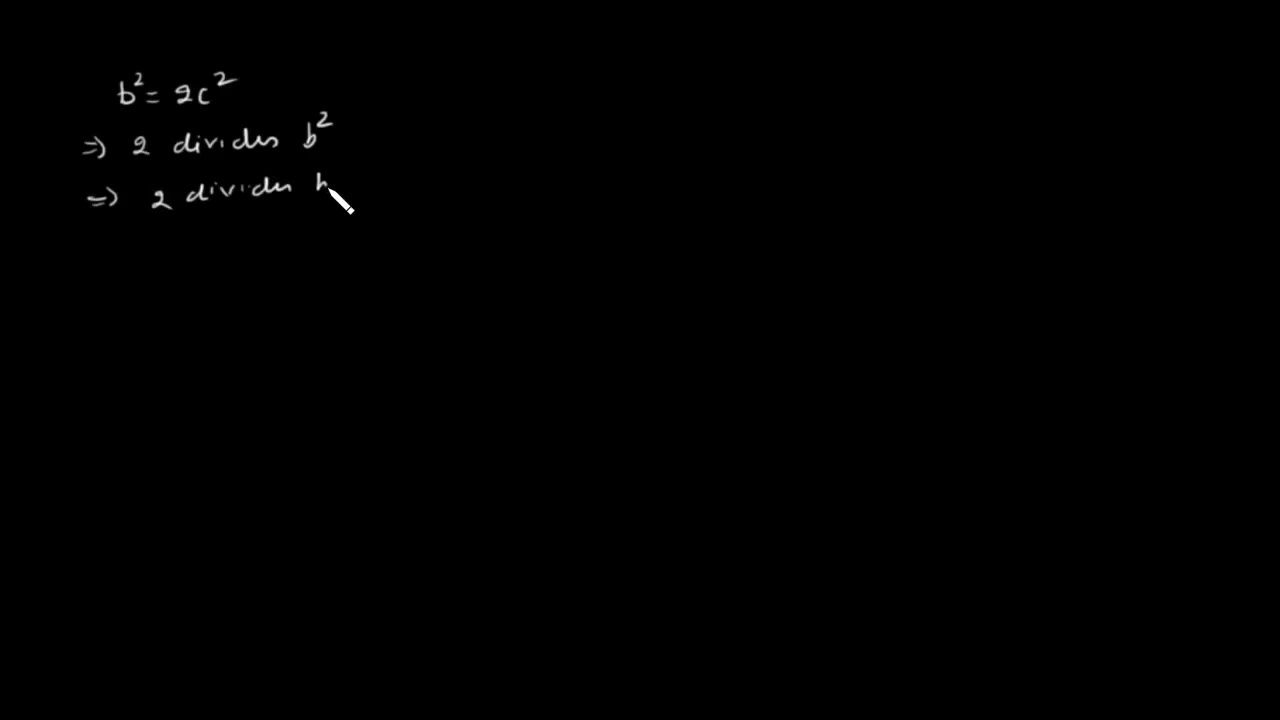 b² = 2c²
⇒ 2 divides b²
⇒ 2 divides